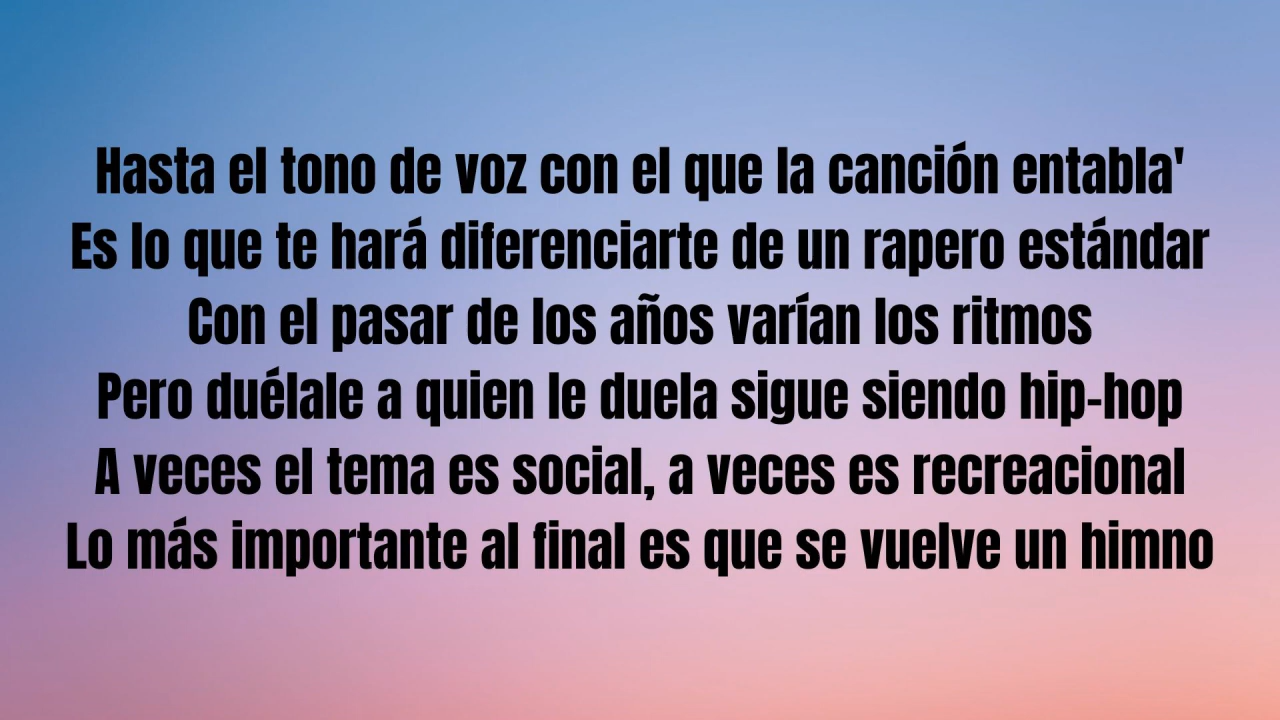 Hasta el tono de voz con el que la canción entabla'
Es lo que te hará diferenciarte de un rapero estándar
Con el pasar de los años varían los ritmos
Pero duélale a quien le duela sigue siendo hip-hop
A veces el tema es social, a veces es recreacional
Lo más importante al final es que se vuelve un himno